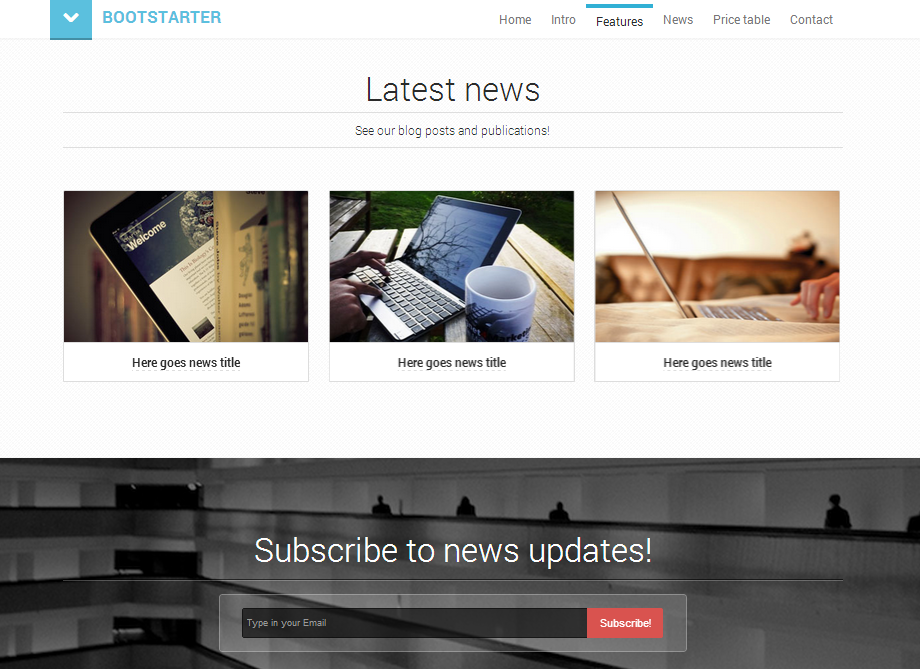 BOOTSTARTER
Home Intro Features News Price table Contact
Latest news
See our blog posts and publications!
Welcome
Here goes news title Here goes news title Here goes news title
Subscribe to news updates!
Type in your Email Subscribe!